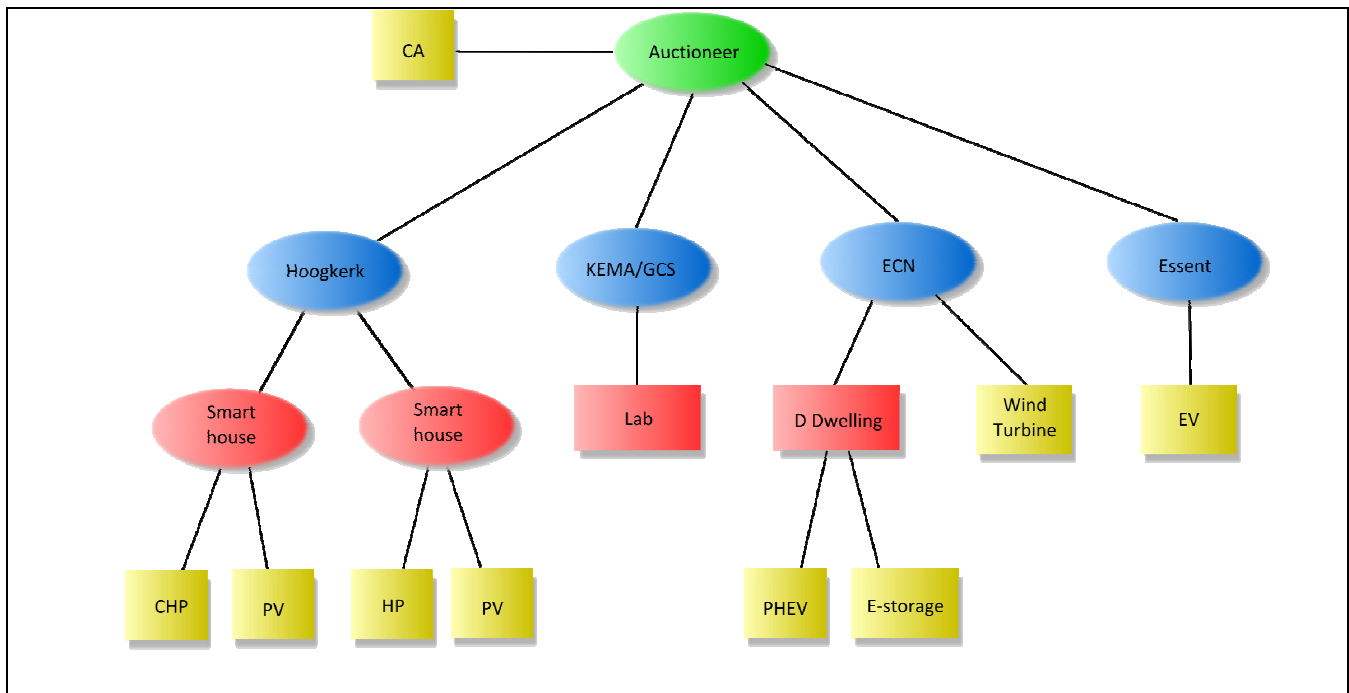 CA
Auctioneer
Hoogkerk
KEMA/GCS
ECN
Essent
Smart
house
Smart
house
Lab
D Dwelling
Wind
Turbine
EV
CHP
PV
HP
PV
PHEV
E-storage